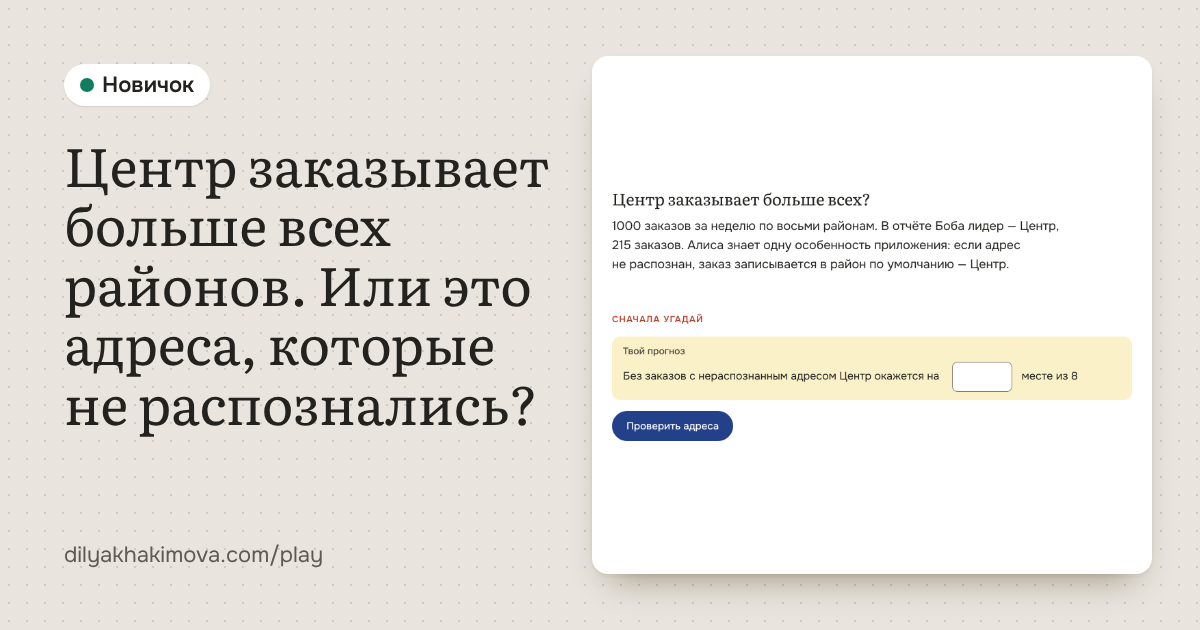 Новичок
Центр заказывает
больше всех
районов. Или это
адреса, которые
не распознались?
dilyakhakimova.com/play
Центр заказывает больше всех?
1000 заказов за неделю по восьми районам. В отчёте Боба лидер — Центр,
215 заказов. Алиса знает одну особенность приложения: если адрес
не распознан, заказ записывается в район по умолчанию — Центр.
СНАЧАЛА УГАДАЙ
Твой прогноз
Без заказов с нераспознанным адресом Центр окажется на месте из 8
Проверить адреса